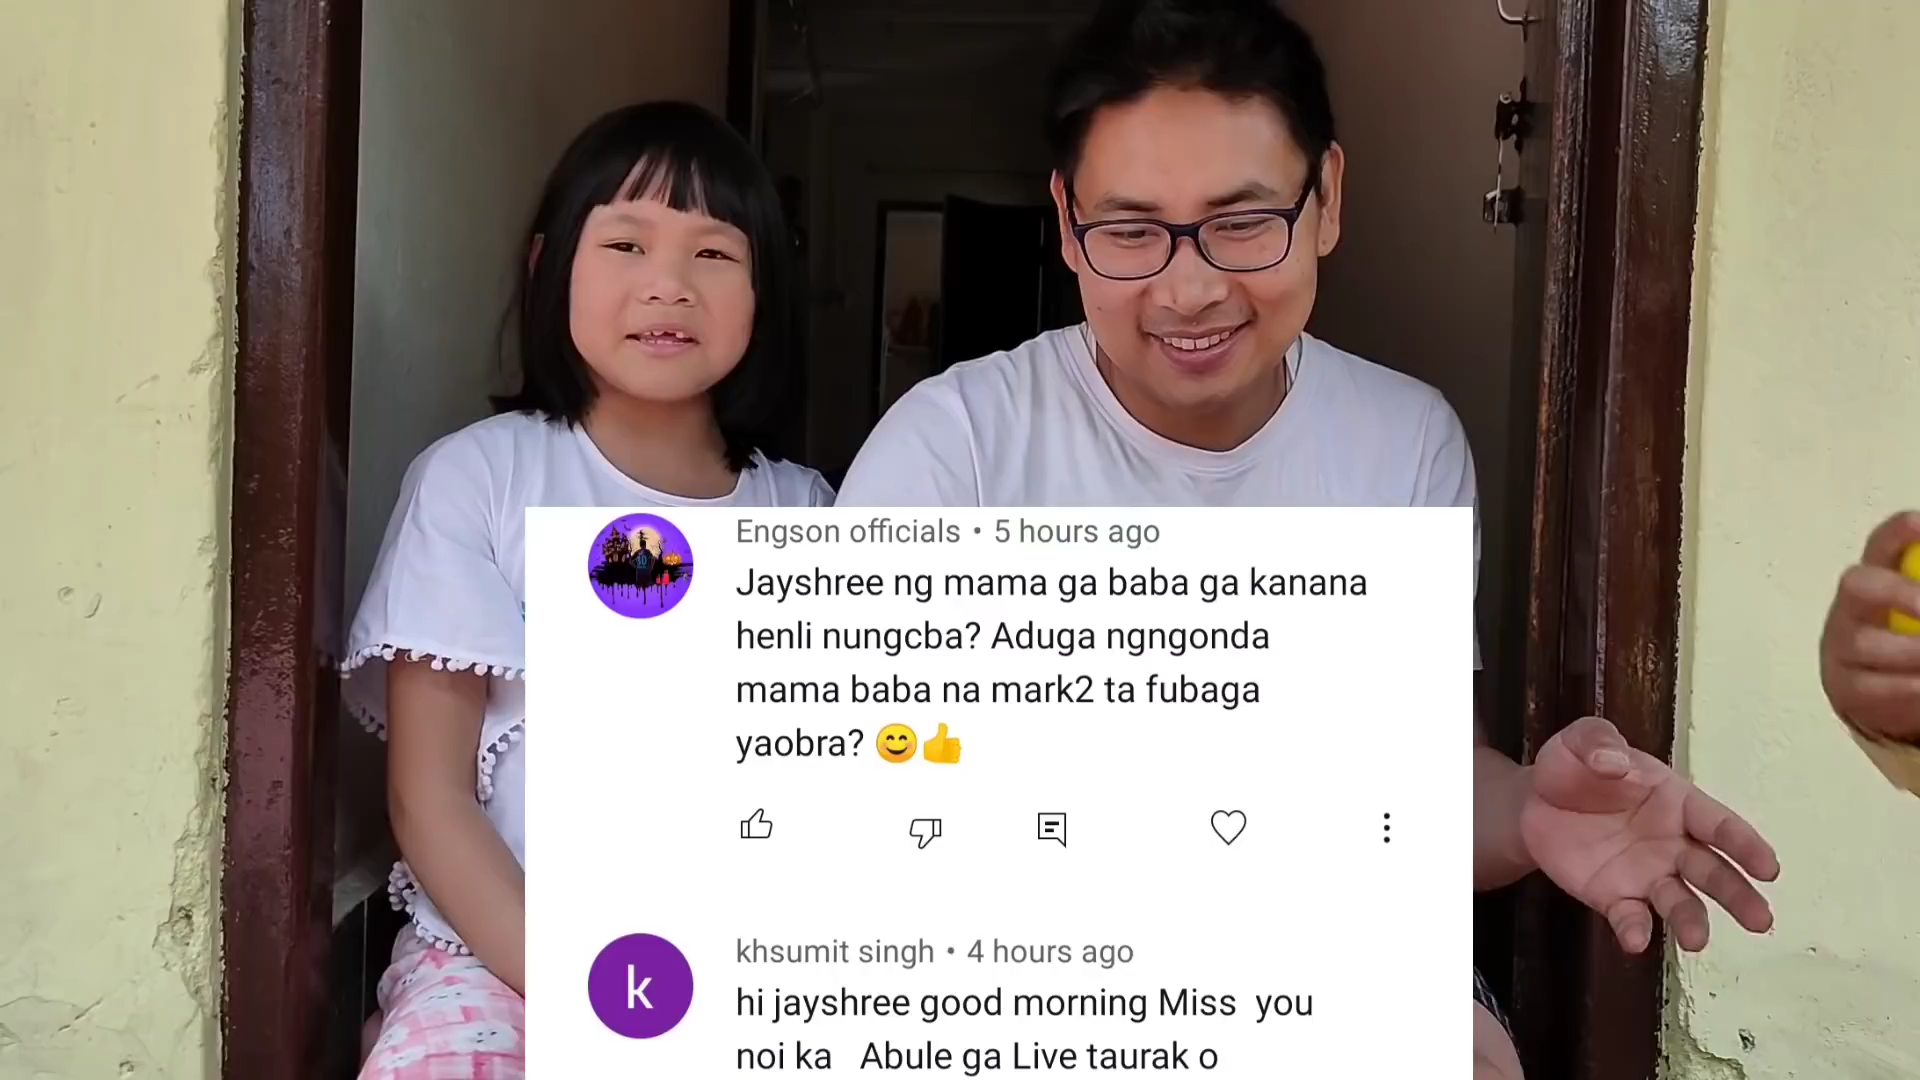 Engson officials • 5 hours ago
Jayshree ng mama ga baba ga kanana
henli nungcba? Aduga ngngonda
mama baba na mark2 ta fubaga
yaobra? 😊👍
k
khsumit singh • 4 hours ago
hi jayshree good morning Miss  you
noi ka   Abule ga Live taurak o